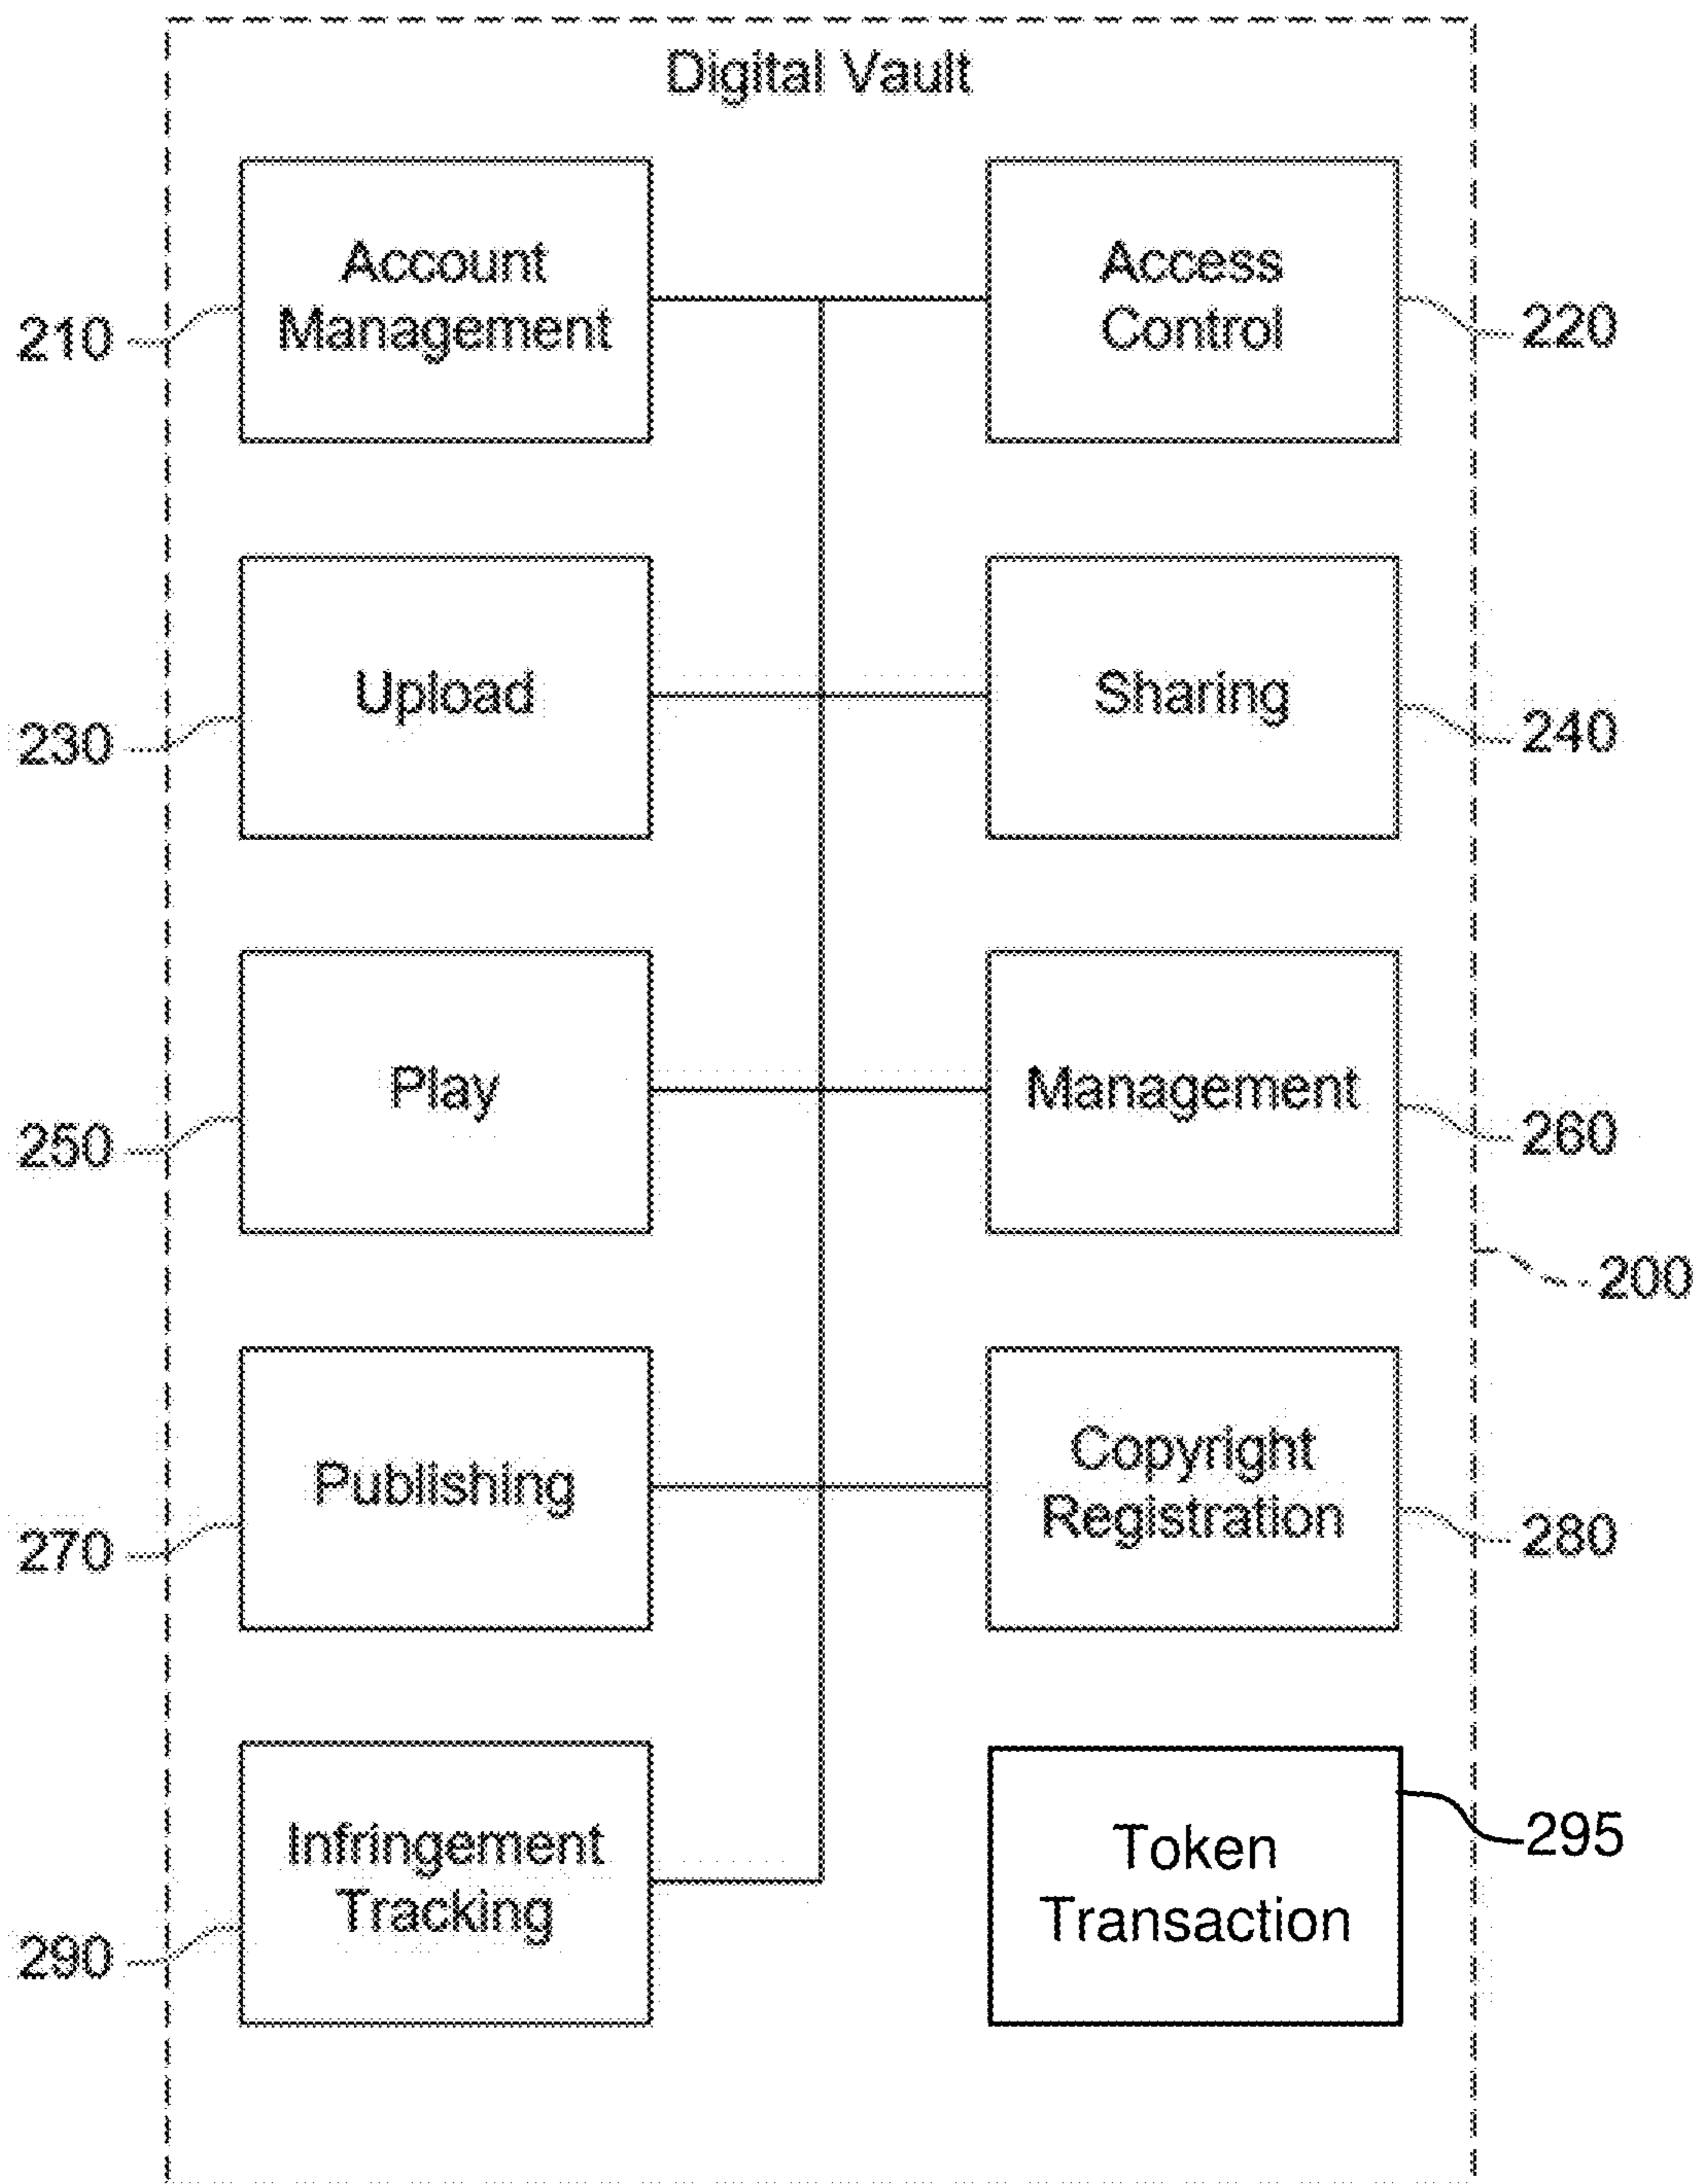 Digital Vault
Account
Management
Access
Control
210
220
Upload
Sharing
230
240
Play
Management
250
260
200
Publishing
Copyright
Registration
270
280
Infringement
Tracking
Token
Transaction
295
290